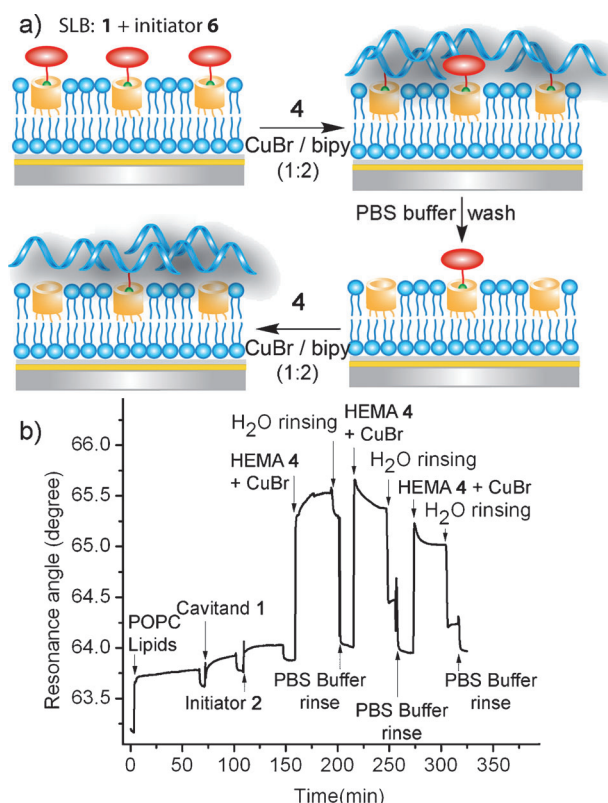 a) SLB: 1 + initiator 6
4
CuBr / bipy
(1:2)
PBS buffer wash
4
CuBr / bipy
(1:2)
b)
Resonance angle (degree)
66.0
65.5
65.0
64.5
64.0
63.5
POPC
Lipids
Cavitand 1
Initiator 2
HEMA 4
+ CuBr
H2O rinsing
PBS Buffer
rinse
HEMA 4
+ CuBr
H2O rinsing
PBS Buffer
rinse
HEMA 4 + CuBr
H2O rinsing
PBS Buffer
rinse
0 50 100 150 200 250 300 350
Time(min)